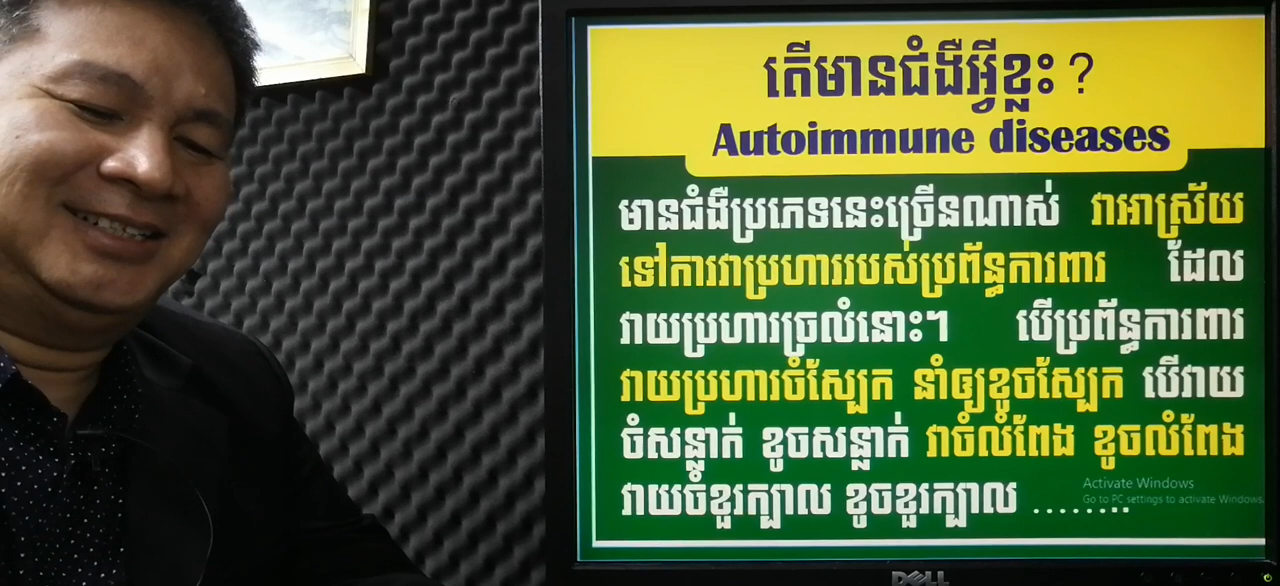 តើមានជំងឺអ្វីខ្លះ ?
Autoimmune diseases
មានជំងឺប្រភេទនេះច្រើនណាស់ វាអាស្រ័យ
ទៅការវាប្រហាររបស់ប្រព័ន្ធការពារ ដែល
វាយប្រហារច្រលំនោះៗ បើប្រព័ន្ធការពារ
វាយប្រហារចំស្បែក នាំឲ្យខូចស្បែក បើវាយ
ចំសន្លាក់ ខូចសន្លាក់ វាចំលំពែង ខូចលំពែង
វាយចំខួរក្បាល ខូចខួរក្បាល ........
Activate Windows
Go to PC settings to activate Windows.
DELL